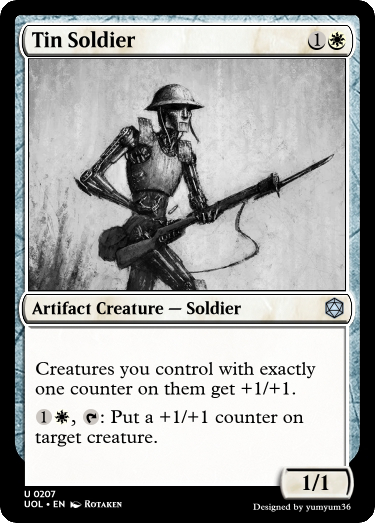 Tin Soldier 1
Artifact Creature — Soldier
Creatures you control with exactly
one counter on them get +1/+1.
1 , : Put a +1/+1 counter on
target creature.
1/1
U 0207
UOL • EN Rotaken
Designed by yumyum36